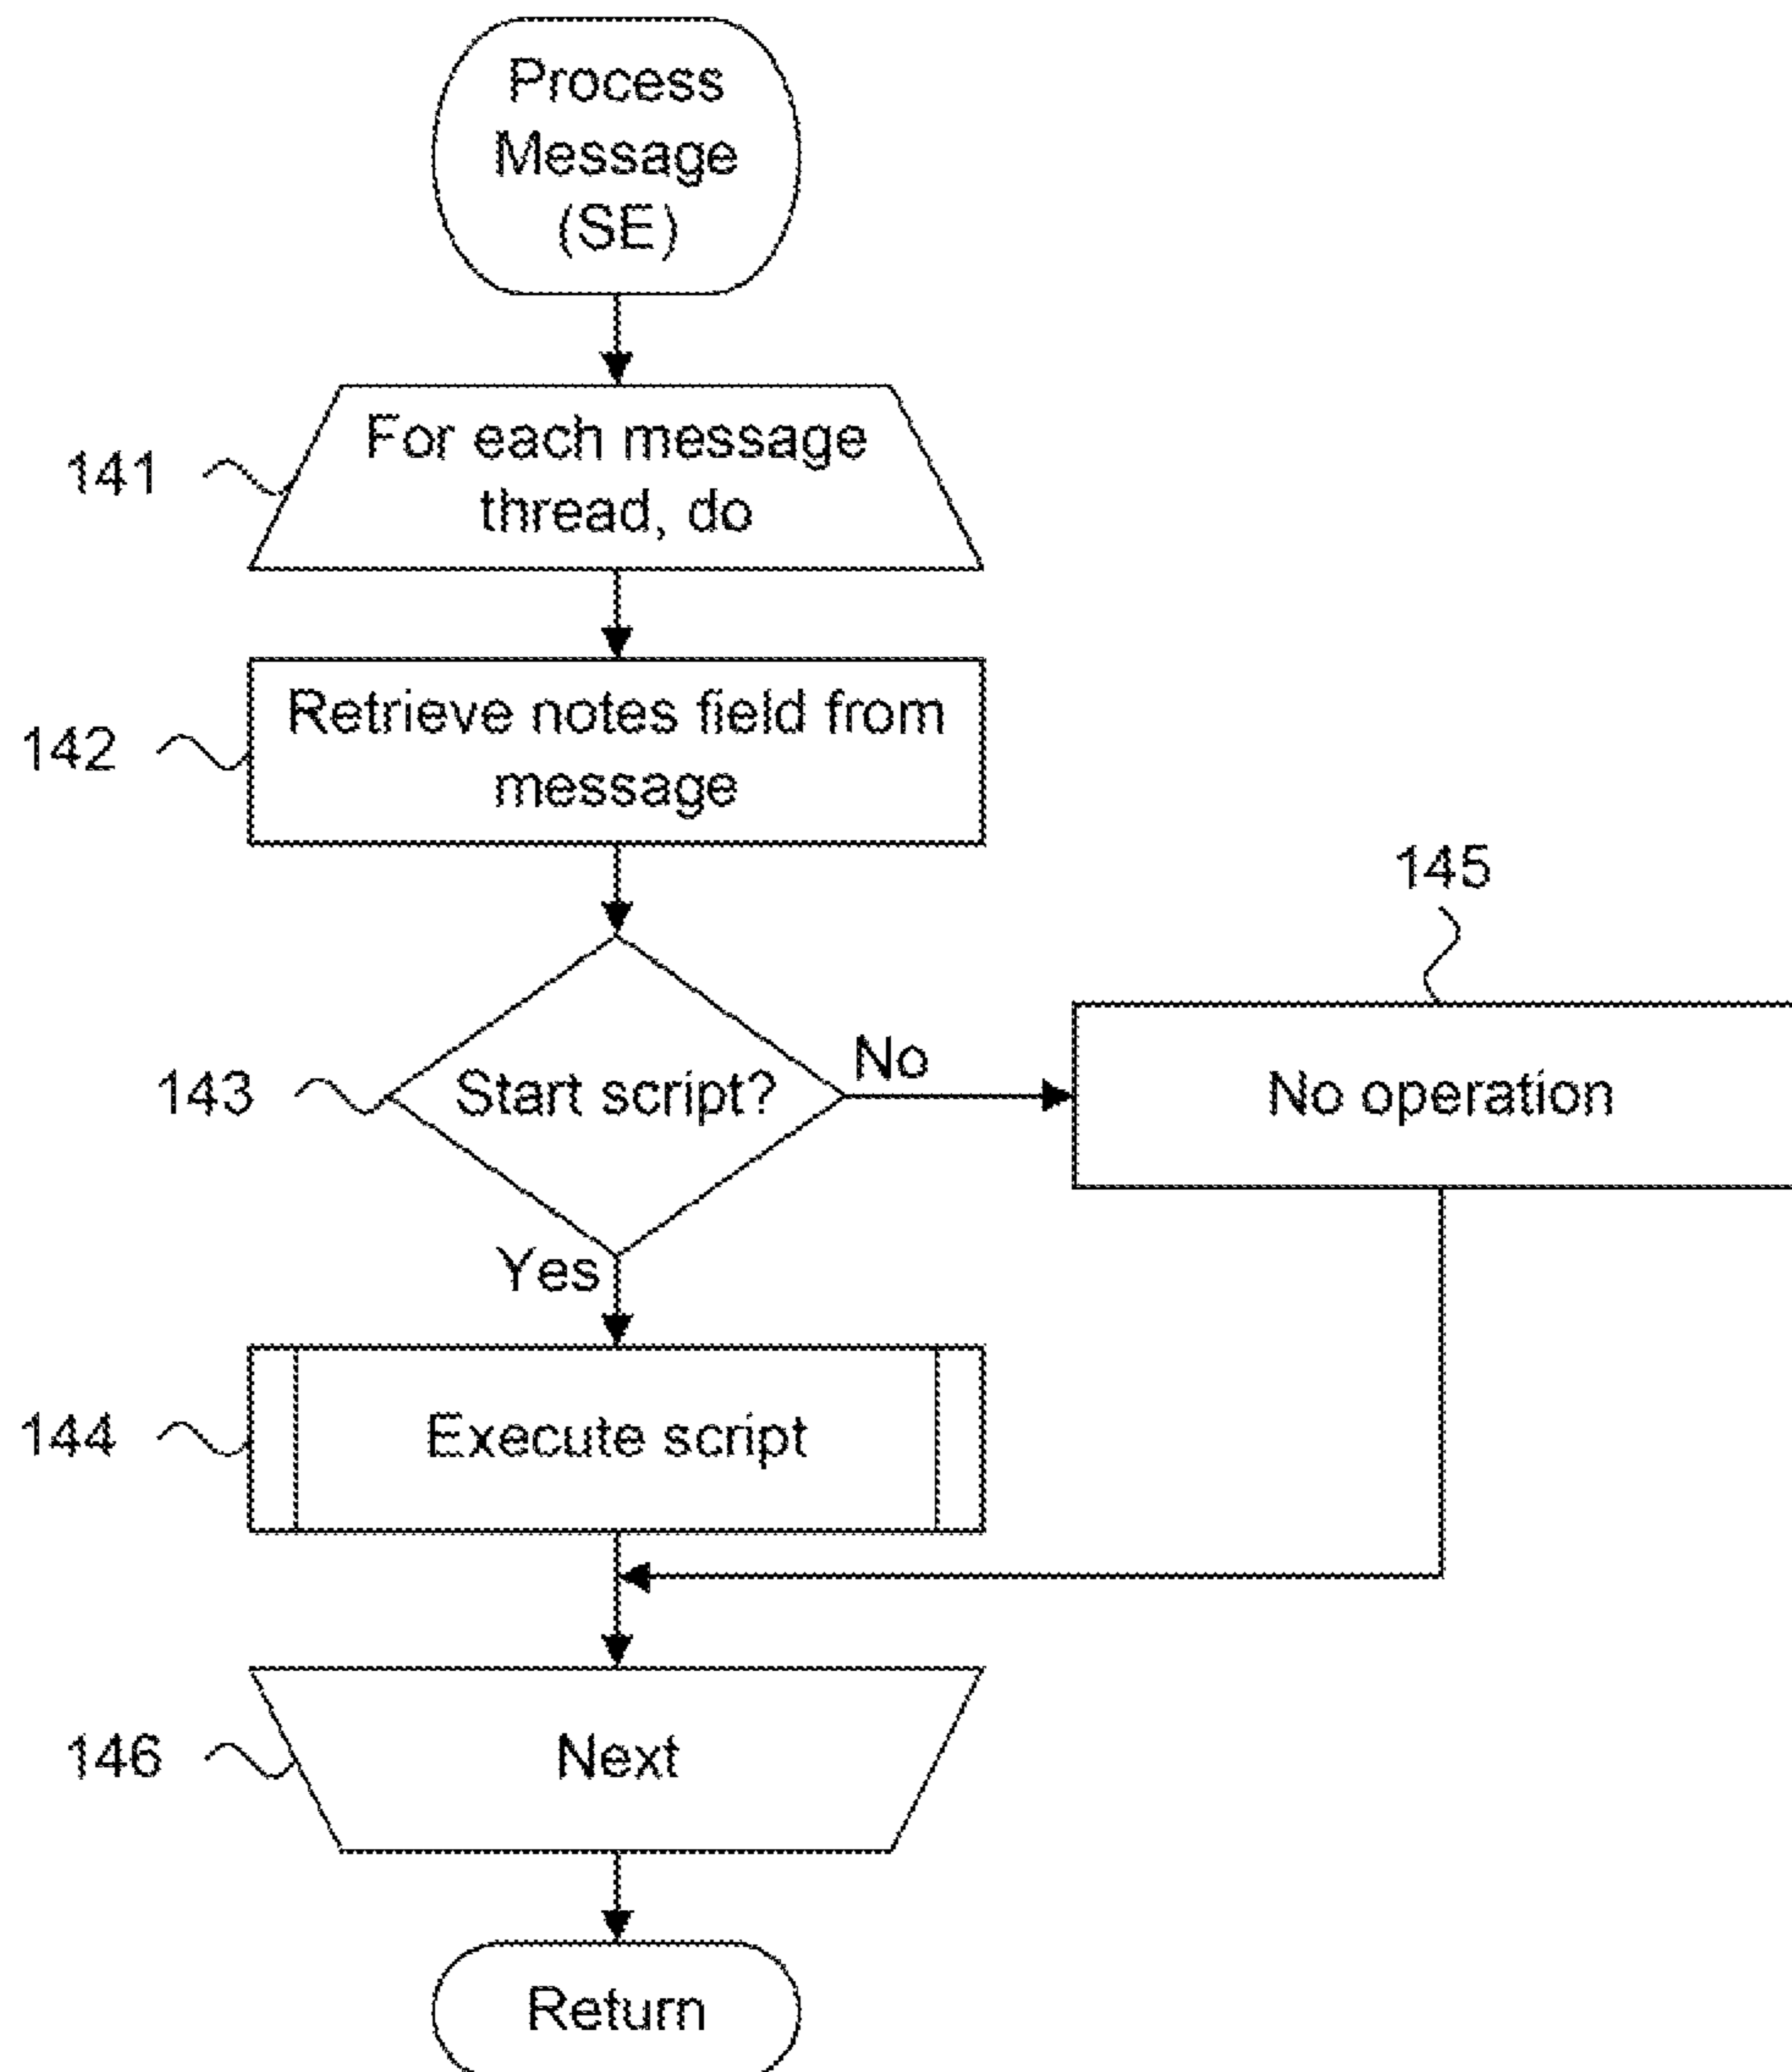 Process
Message
(SE)
141
For each message
thread, do
142
Retrieve notes field from
message
145
143
Start script?
No
No operation
Yes
144
Execute script
146
Next
Return